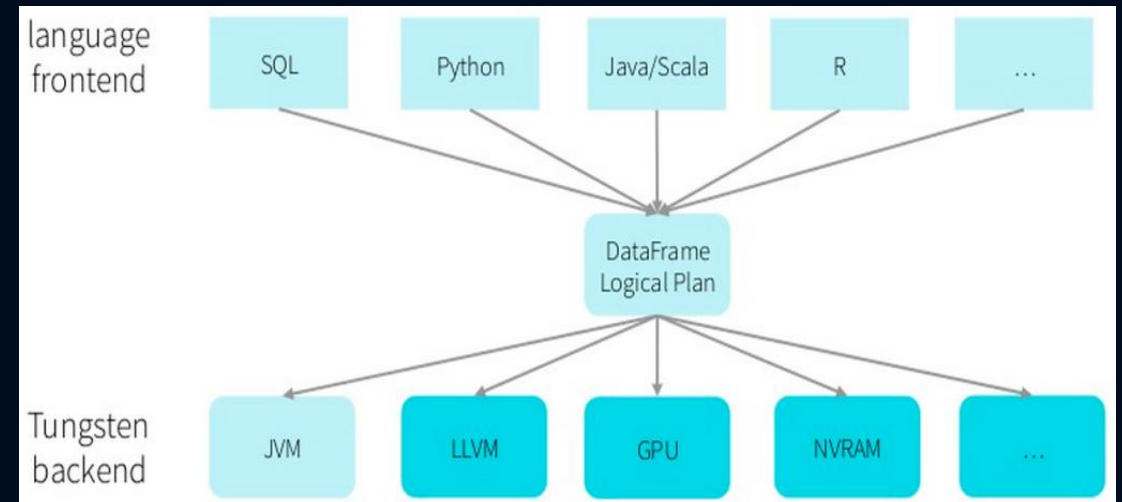 language
frontend
SQL
Python
Java/Scala
R
...
DataFrame
Logical Plan
Tungsten
backend
JVM
LLVM
GPU
NVRAM
...